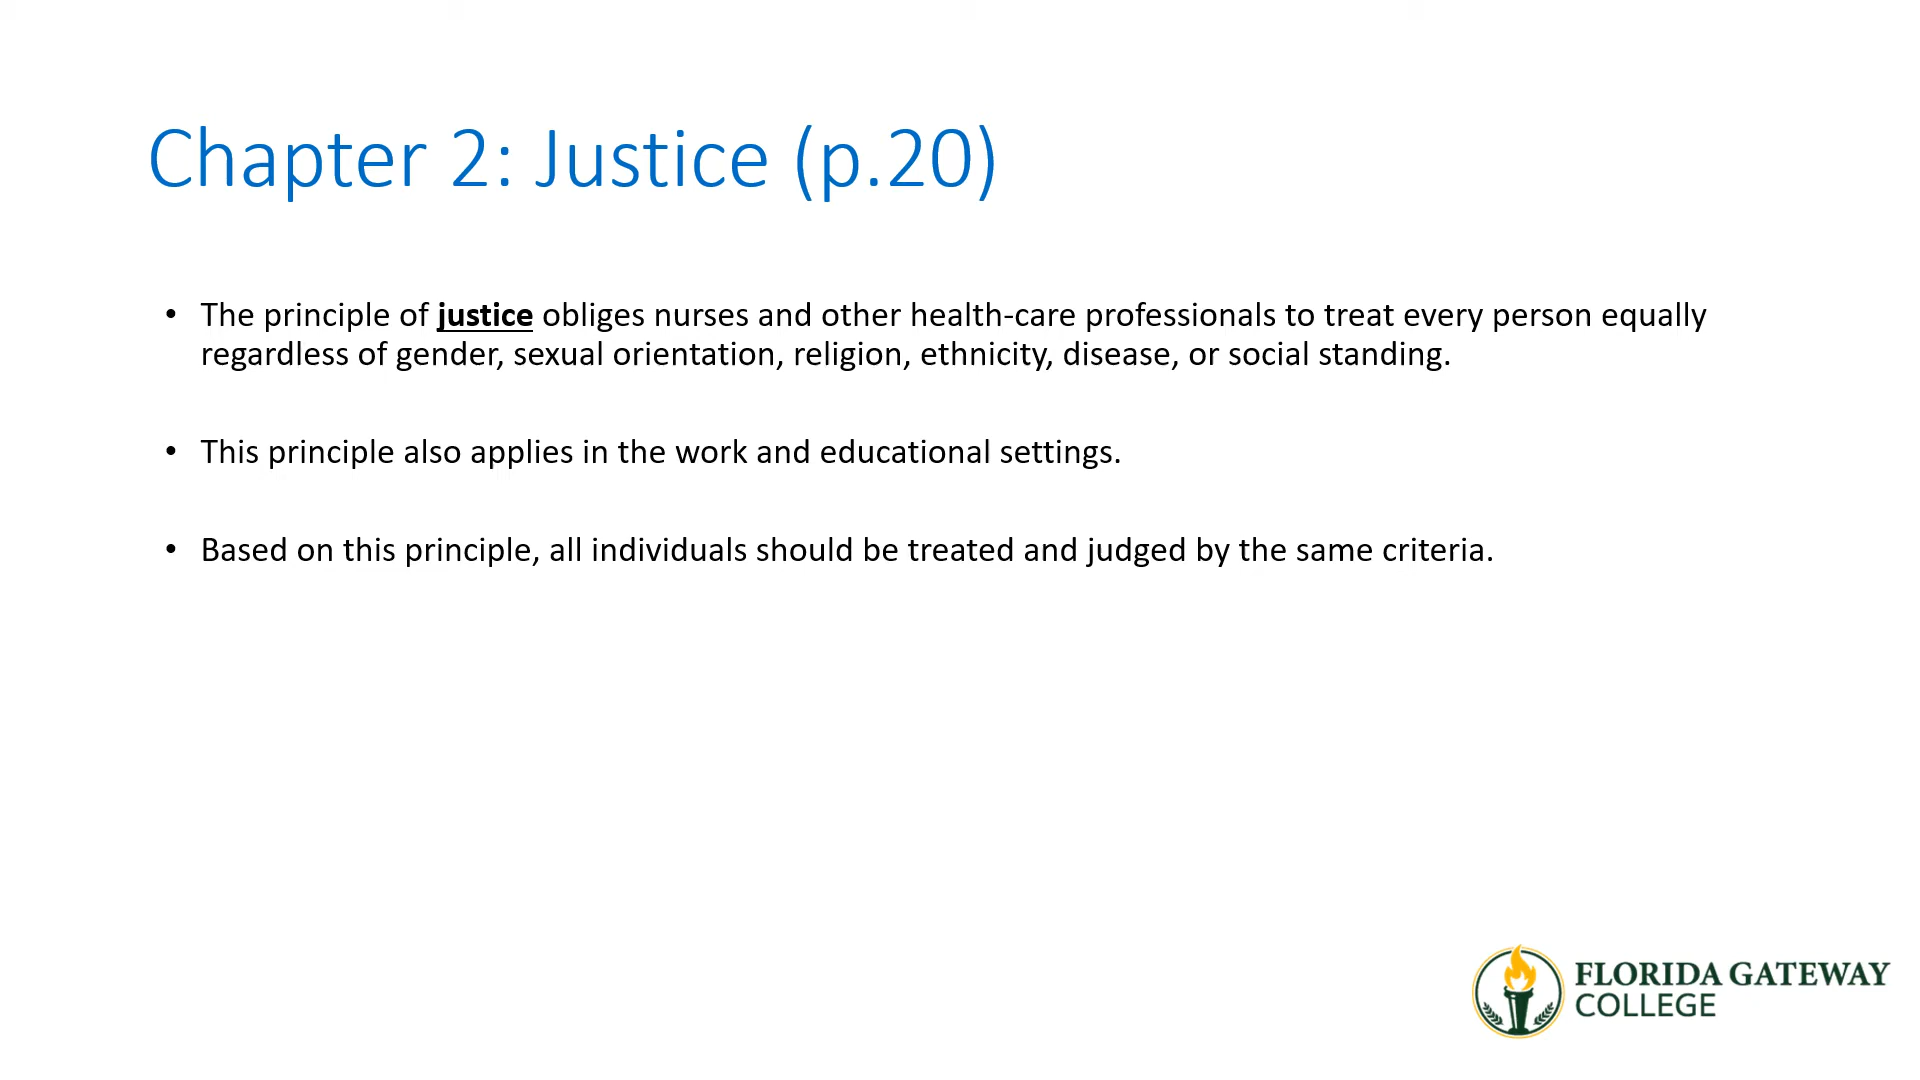 Chapter 2: Justice (p.20)
• The principle of justice obliges nurses and other health-care professionals to treat every person equally
regardless of gender, sexual orientation, religion, ethnicity, disease, or social standing.
• This principle also applies in the work and educational settings.
• Based on this principle, all individuals should be treated and judged by the same criteria.
FLORIDA GATEWAY
COLLEGE